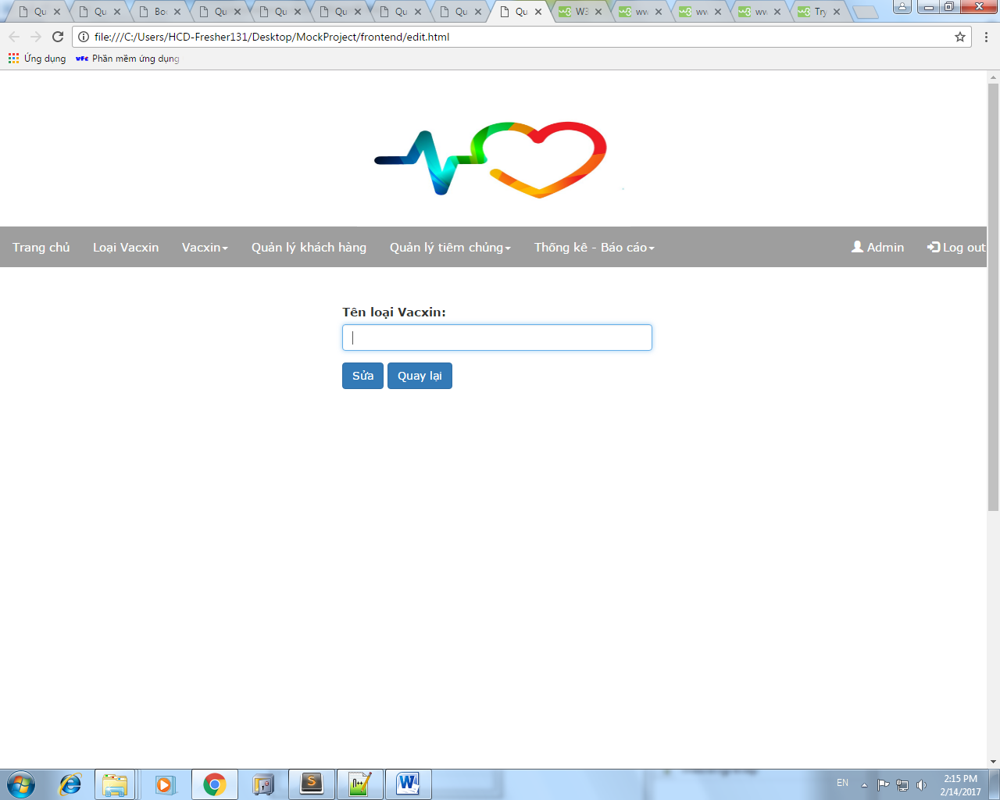 Qu Qu Bo Qu Qu Qu Qu Qu Qu W3 ww ww ww Try
file:///C:/Users/HCD-Fresher131/Desktop/MockProject/frontend/edit.html
Ứng dụng VFC Phần mềm ứng dụng
Trang chủ Loại Vacxin Vacxin Quản lý khách hàng Quản lý tiêm chủng Thống kê - Báo cáo Admin Log out
Tên loại Vacxin:
Sửa Quay lại
EN 2:15 PM
2/14/2017